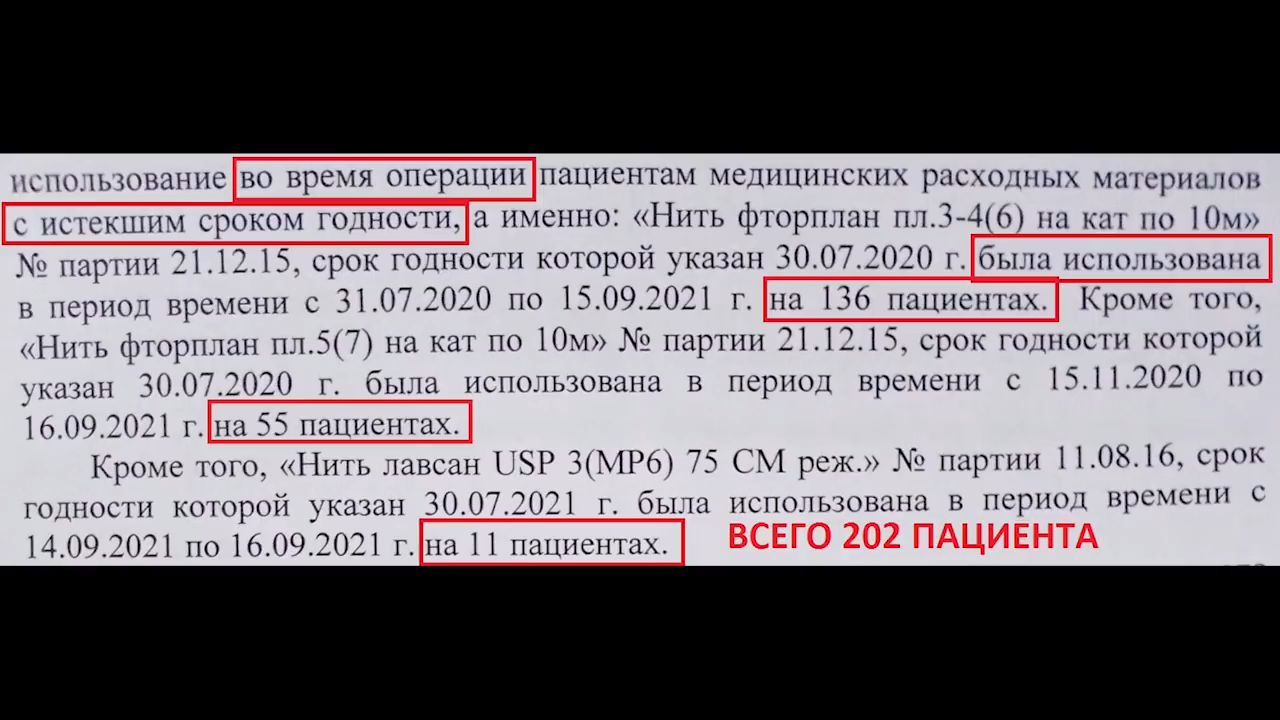 использование во время операции пациентам медицинских расходных материалов
с истекшим сроком годности, а именно: «Нить фторплан пл.3-4(6) на кат по 10м»
№ партии 21.12.15, срок годности которой указан 30.07.2020 г. была использована
в период времени с 31.07.2020 по 15.09.2021 г. на 136 пациентах. Кроме того,
«Нить фторплан пл.5(7) на кат по 10м» № партии 21.12.15, срок годности которой
указан 30.07.2020 г. была использована в период времени с 15.11.2020 по
16.09.2021 г. на 55 пациентах.
Кроме того, «Нить лавсан USP 3(МР6) 75 СМ реж.» № партии 11.08.16, срок
годности которой указан 30.07.2021 г. была использована в период времени с
14.09.2021 по 16.09.2021 г. на 11 пациентах.
ВСЕГО 202 ПАЦИЕНТА